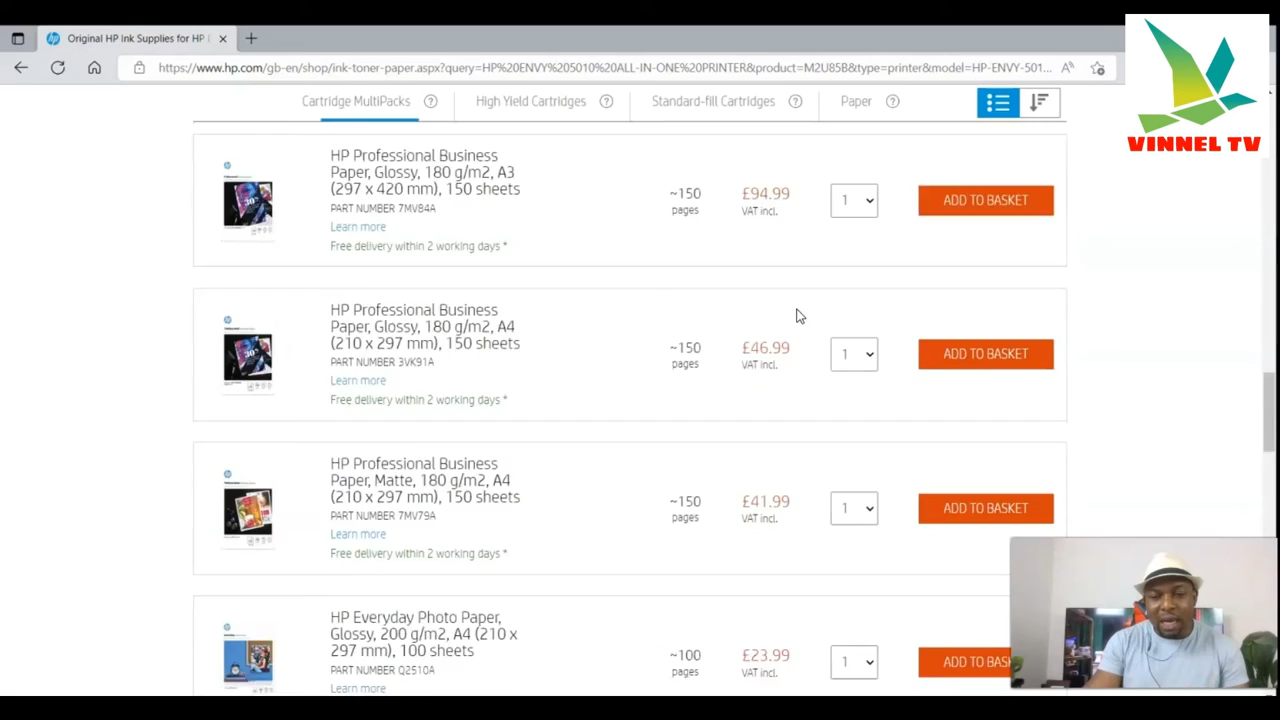 Original HP Ink Supplies for HP
https://www.hp.com/gb-en/shop/ink-toner-paper.aspx?query=HP%20ENVY%205010%20ALL-IN-ONE%20PRINTER&product=M2U85B&type=printer&model=HP-ENVY-501...
VINNEL TV
Cartridge MultiPacks ?
High Yield Cartridges ?
Standard-fill Cartridges ?
Paper ?
HP Professional Business
Paper, Glossy, 180 g/m2, A3
(297 x 420 mm), 150 sheets
PART NUMBER 7MV84A
Learn more
Free delivery within 2 working days *
~150
pages
£94.99
VAT incl.
1
ADD TO BASKET
HP Professional Business
Paper, Glossy, 180 g/m2, A4
(210 x 297 mm), 150 sheets
PART NUMBER 3VK91A
Learn more
Free delivery within 2 working days *
~150
pages
£46.99
VAT incl.
1
ADD TO BASKET
HP Professional Business
Paper, Matte, 180 g/m2, A4
(210 x 297 mm), 150 sheets
PART NUMBER 7MV79A
Learn more
Free delivery within 2 working days *
~150
pages
£41.99
VAT incl.
1
ADD TO BASKET
HP Everyday Photo Paper,
Glossy, 200 g/m2, A4 (210 x
297 mm), 100 sheets
PART NUMBER Q2510A
Learn more
~100
pages
£23.99
VAT incl.
1
ADD TO BAS